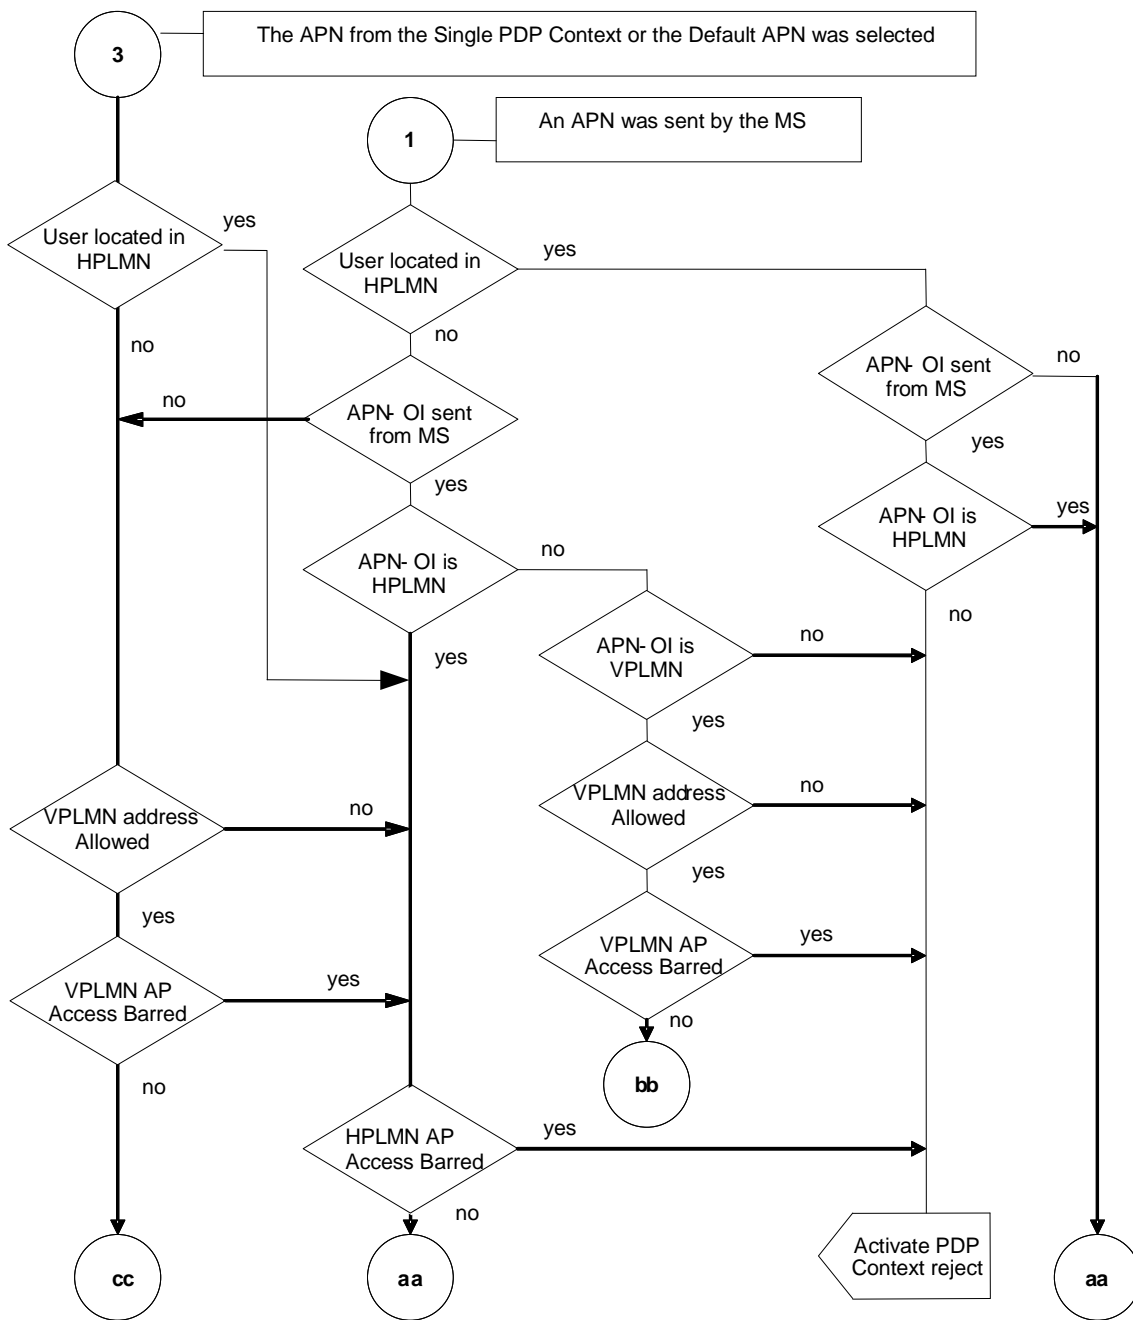 3
The APN from the Single PDP Context or the Default APN was selected
1
An APN was sent by the MS
User located in
HPLMN
yes
no
User located in
HPLMN
yes
no
APN- OI sent
from MS
no
yes
APN- OI sent
from MS
no
yes
APN- OI is
HPLMN
yes
no
APN- OI is
HPLMN
no
yes
APN- OI is
VPLMN
no
yes
VPLMN address
Allowed
no
yes
VPLMN address
Allowed
no
yes
VPLMN AP
Access Barred
yes
no
VPLMN AP
Access Barred
yes
no
bb
HPLMN AP
Access Barred
yes
no
cc
aa
Activate PDP
Context reject
aa